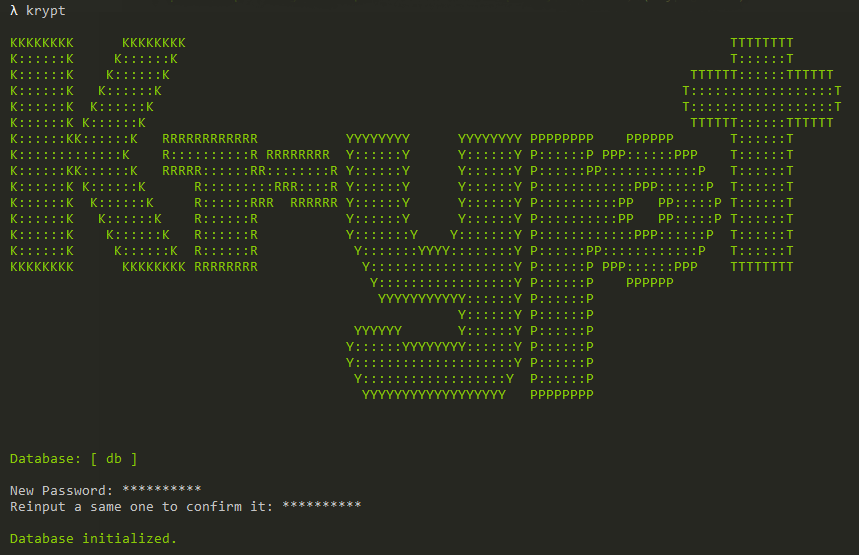 λ krypt
KKKKKKKK      KKKKKKKK                                                                    TTTTTTTT
K::::::K     K::::::K                                                                     T::::::T
K::::::K    K::::::K                                                                 TTTTTT::::::TTTTTT
K::::::K   K::::::K                                                                 T::::::::::::::::::T
K::::::K  K::::::K                                                                  T::::::::::::::::::T
K::::::K K::::::K                                                                    TTTTTT::::::TTTTTT
K::::::KK::::::K   RRRRRRRRRRRR           YYYYYYYY      YYYYYYYY PPPPPPPP    PPPPPP       T::::::T
K:::::::::::::K    R::::::::::R RRRRRRRR  Y::::::Y      Y::::::Y P::::::P PPP::::::PPP    T::::::T
K::::::KK::::::K   RRRRR::::::RR::::::::R Y::::::Y      Y::::::Y P::::::PP::::::::::::P   T::::::T
K::::::K K::::::K      R:::::::::RRR::::R Y::::::Y      Y::::::Y P::::::::::::PPP::::::P  T::::::T
K::::::K  K::::::K     R::::::RRR  RRRRRR Y::::::Y      Y::::::Y P::::::::::PP   PP:::::P T::::::T
K::::::K   K::::::K    R::::::R           Y::::::Y      Y::::::Y P::::::::::PP   PP:::::P T::::::T
K::::::K    K::::::K   R::::::R           Y:::::::Y    Y:::::::Y P::::::::::::PPP::::::P  T::::::T
K::::::K     K::::::K  R::::::R            Y:::::::YYYY::::::::Y P::::::PP::::::::::::P   T::::::T
KKKKKKKK      KKKKKKKK RRRRRRRR             Y::::::::::::::::::Y P::::::P PPP::::::PPP    TTTTTTTT
                                             Y:::::::::::::::::Y P::::::P    PPPPPP
                                              YYYYYYYYYYY::::::Y P::::::P
                                                        Y::::::Y P::::::P
                                           YYYYYY       Y::::::Y P::::::P
                                          Y::::::YYYYYYYY::::::Y P::::::P
                                          Y::::::::::::::::::::Y P::::::P
                                           Y::::::::::::::::::Y  P::::::P
                                            YYYYYYYYYYYYYYYYYY   PPPPPPPP
Database: [ db ]
New Password: **********
Reinput a same one to confirm it: **********
Database initialized.